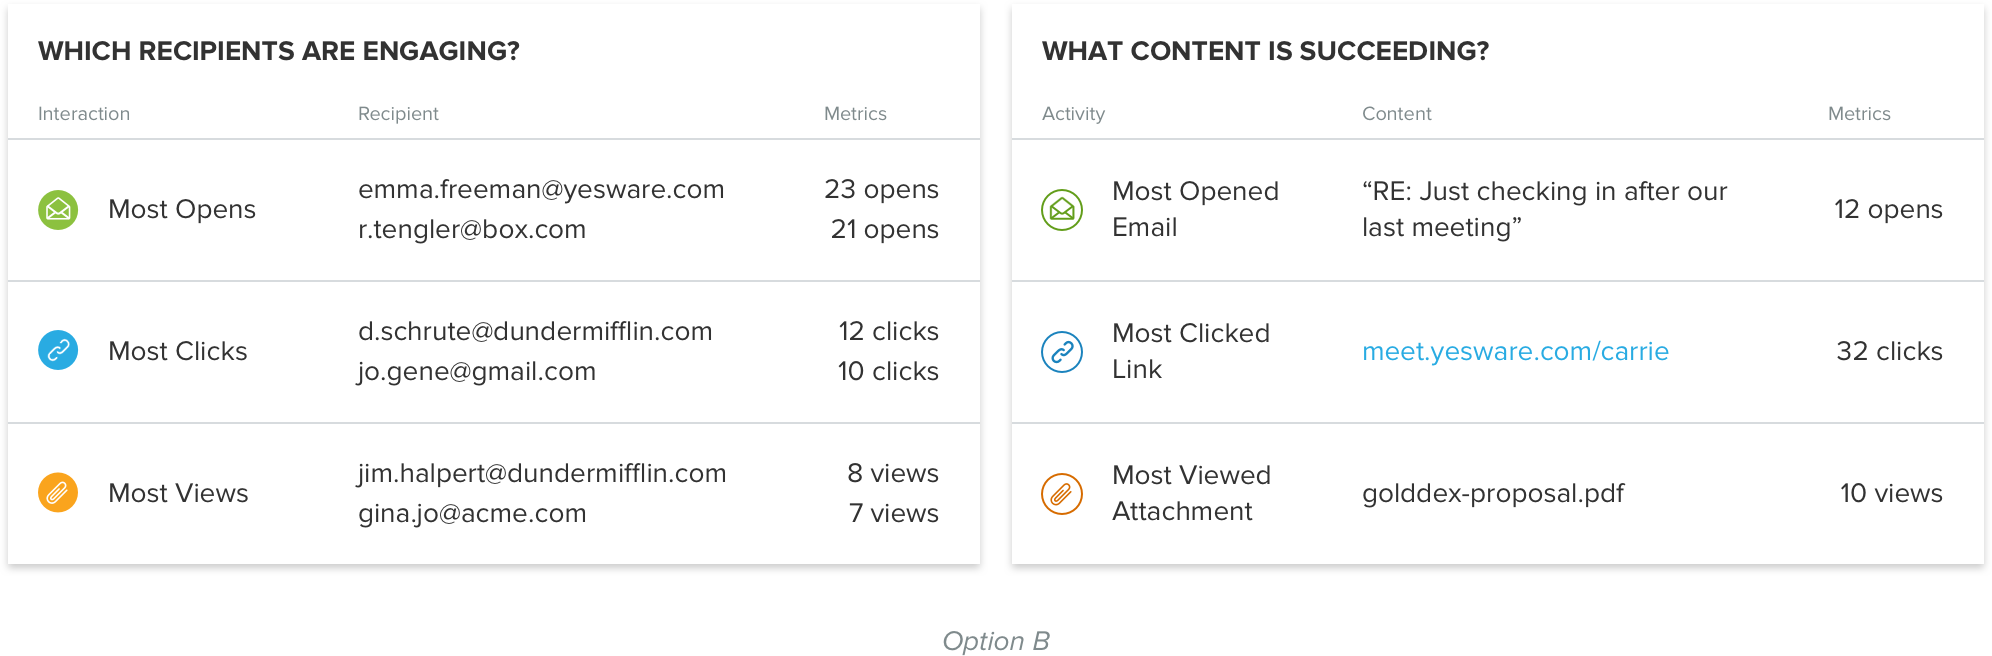 WHICH RECIPIENTS ARE ENGAGING?
Interaction Recipient Metrics
Most Opens
emma.freeman@yesware.com 23 opens
r.tengler@box.com 21 opens
Most Clicks
d.schrute@dundermifflin.com 12 clicks
jo.gene@gmail.com 10 clicks
Most Views
jim.halpert@dundermifflin.com 8 views
gina.jo@acme.com 7 views
WHAT CONTENT IS SUCCEEDING?
Activity Content Metrics
Most Opened
Email
“RE: Just checking in after our
last meeting”
12 opens
Most Clicked
Link
meet.yesware.com/carrie
32 clicks
Most Viewed
Attachment
golddex-proposal.pdf
10 views
Option B